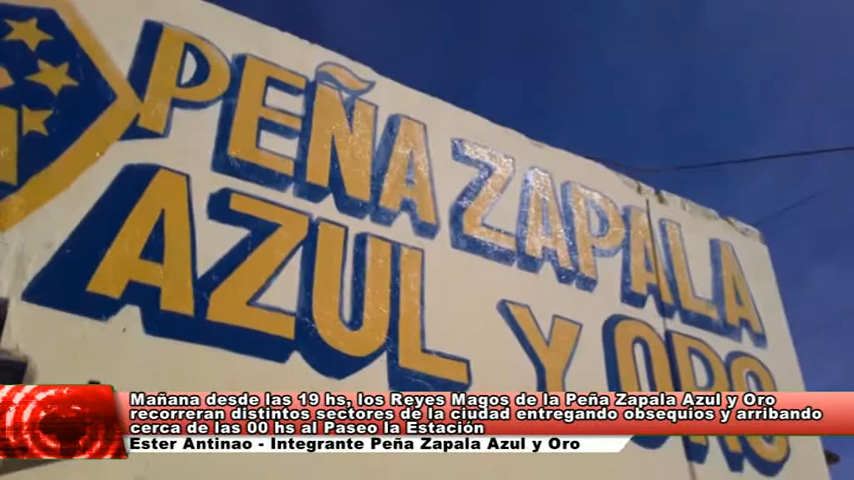 PEÑA ZAPALA
AZUL Y ORO
Mañana desde las 19 hs, los Reyes Magos de la Peña Zapala Azul y Oro
recorreran distintos sectores de la ciudad entregando obsequios y arribando
cerca de las 00 hs al Paseo la Estación
Ester Antinao - Integrante Peña Zapala Azul y Oro